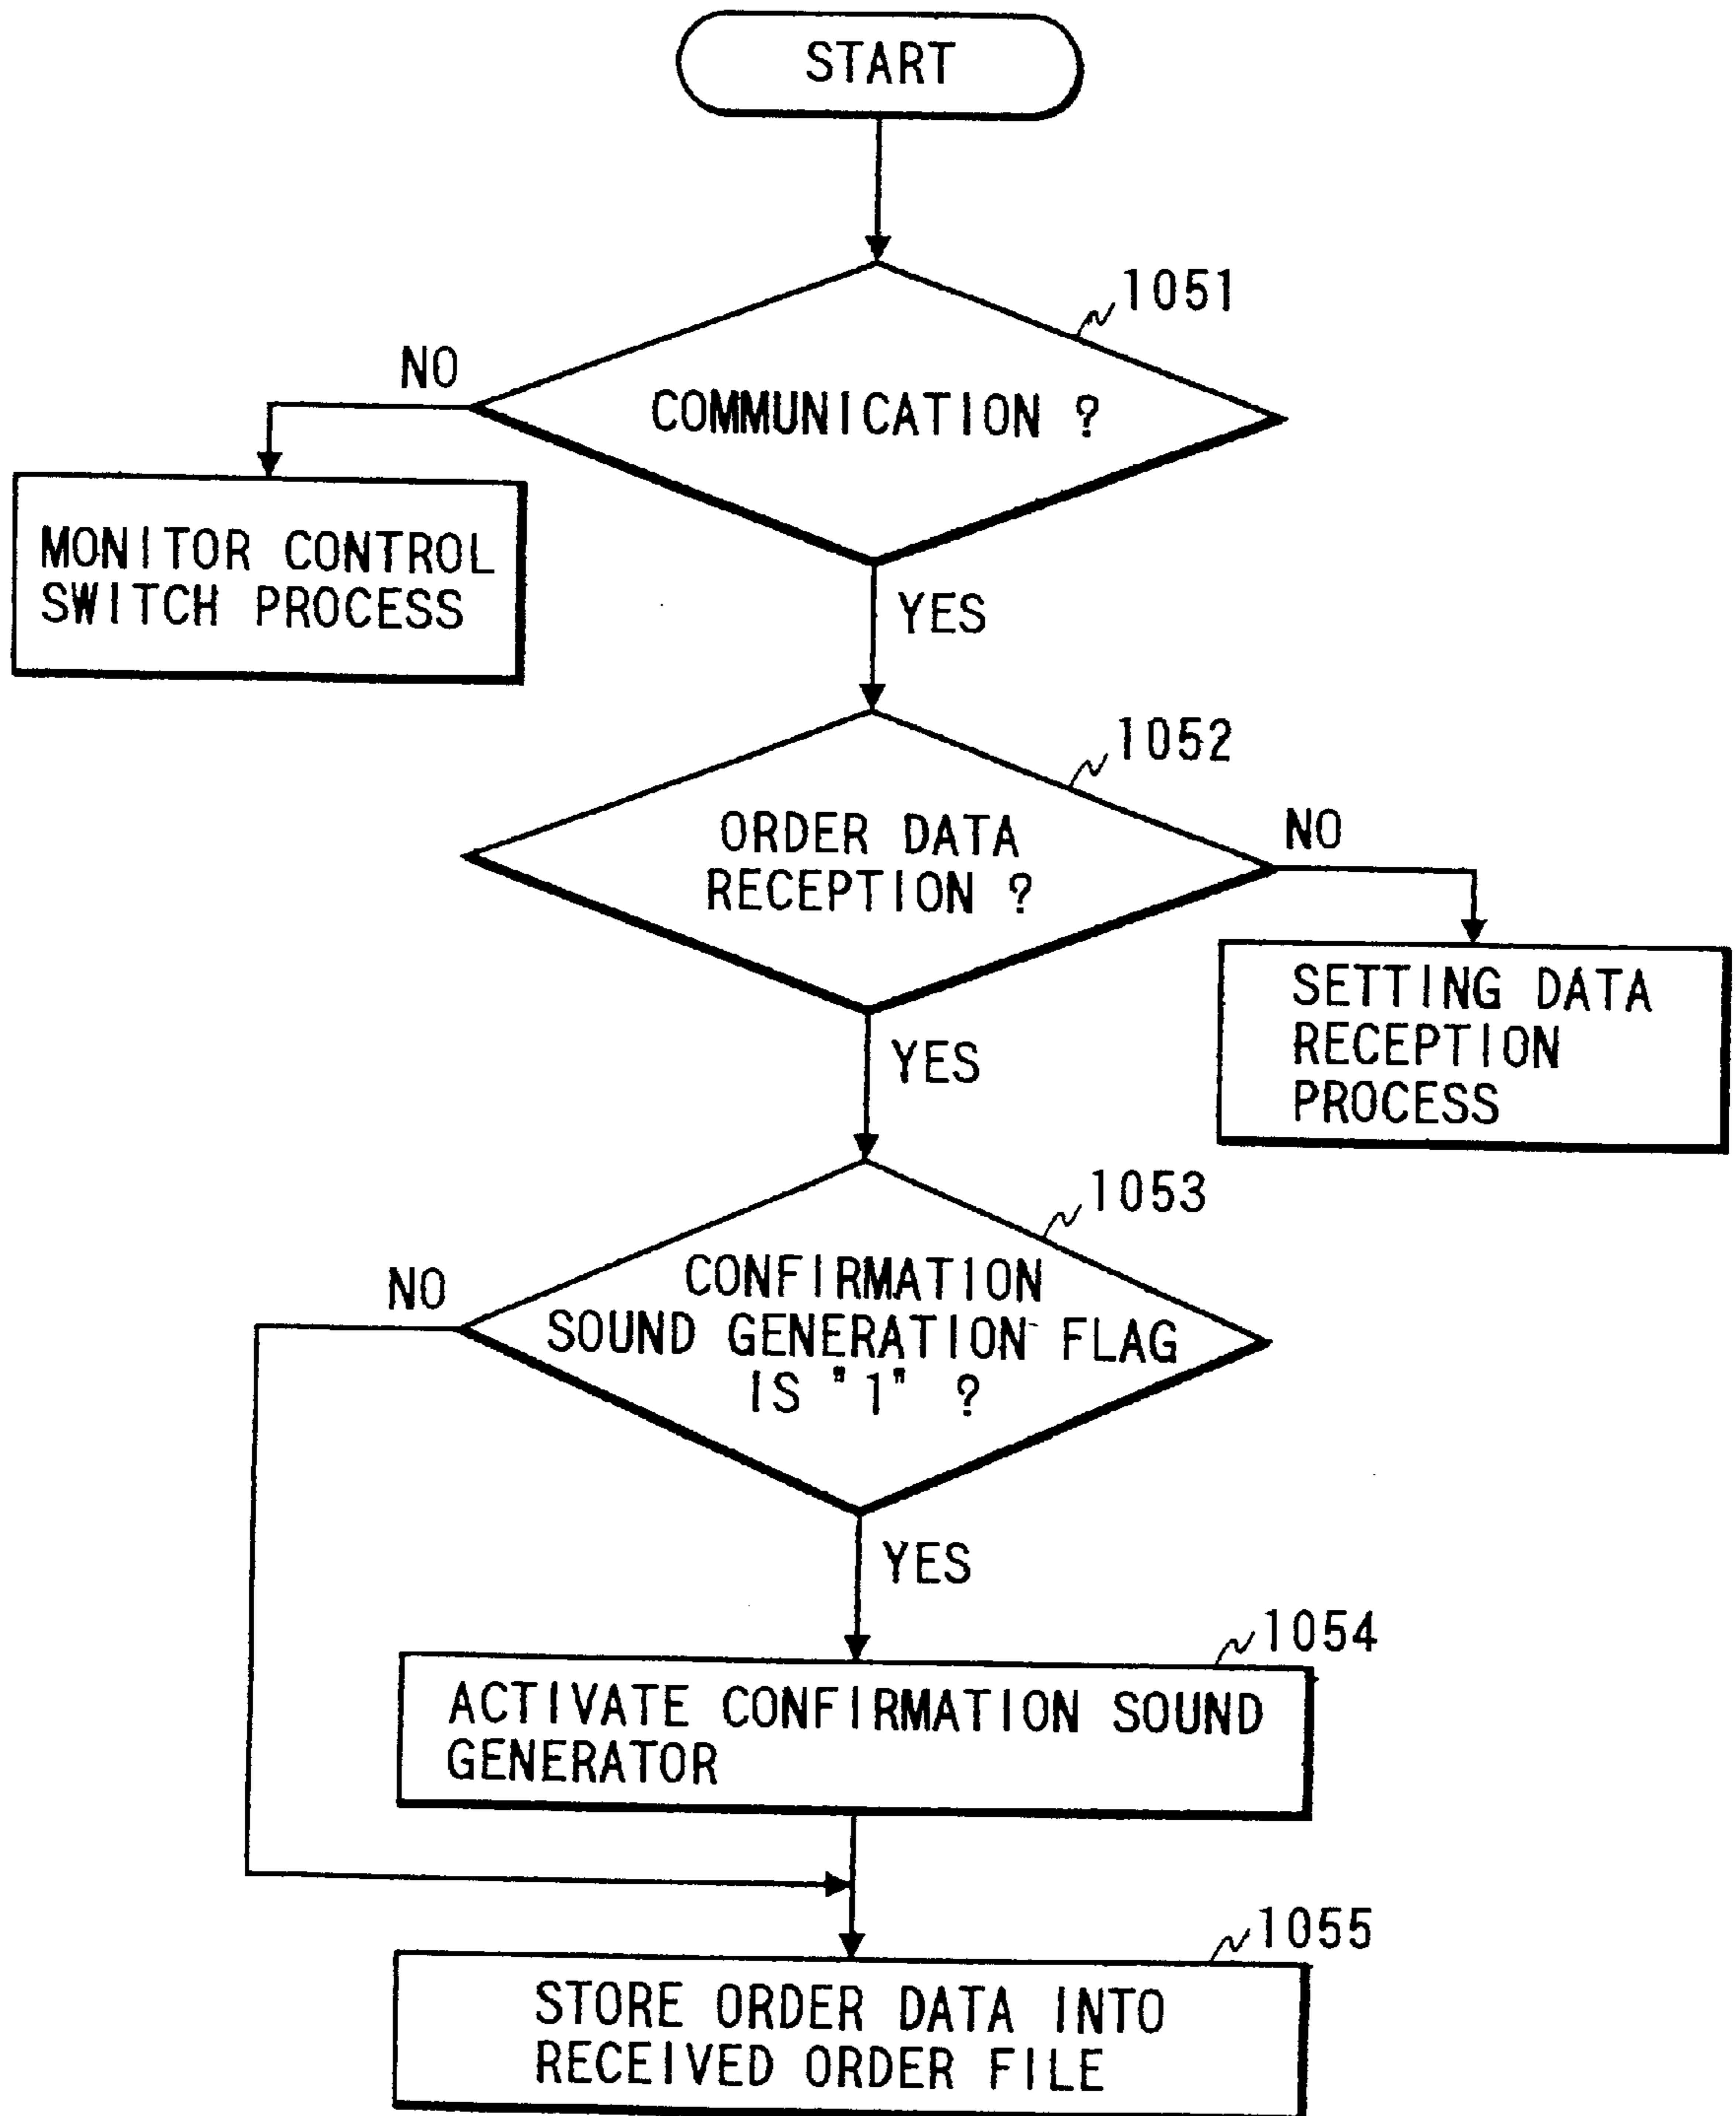 START
1051
NO
COMMUNICATION ?
MONITOR CONTROL
SWITCH PROCESS
YES
1052
ORDER DATA
RECEPTION ?
NO
SETTING DATA
RECEPTION
PROCESS
YES
1053
NO
CONFIRMATION
SOUND GENERATION FLAG
IS "1" ?
YES
1054
ACTIVATE CONFIRMATION SOUND
GENERATOR
1055
STORE ORDER DATA INTO
RECEIVED ORDER FILE